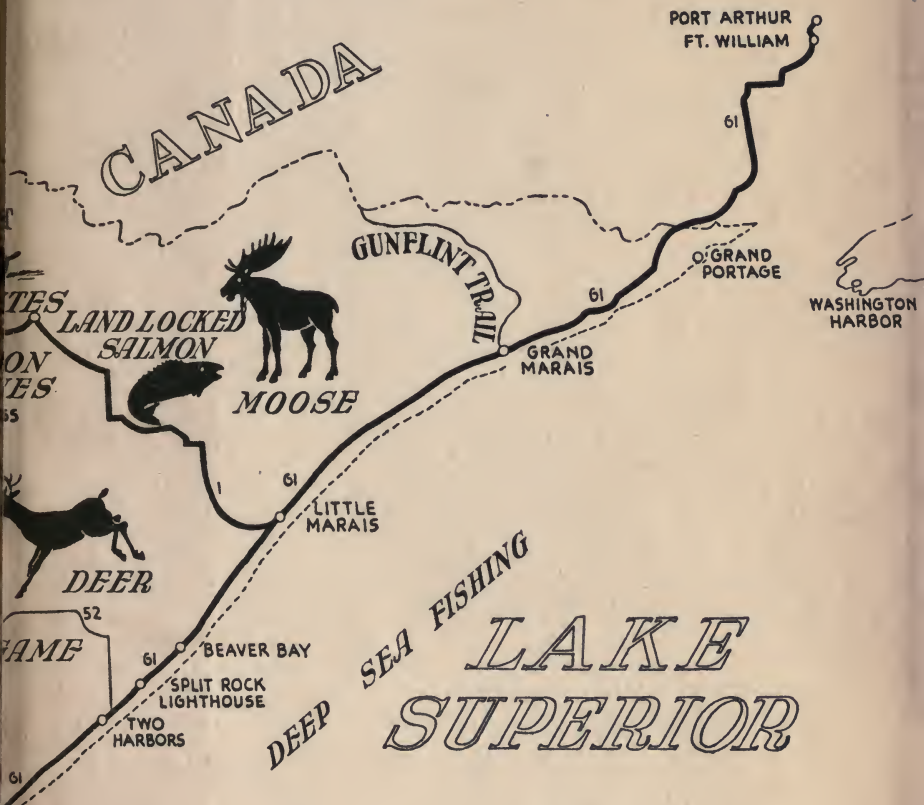 PORT ARTHUR
FT. WILLIAM
CANADA
61
GUNFLINT TRAIL
GRAND
PORTAGE
WASHINGTON
HARBOR
61
GRAND
MARAIS
LAND LOCKED
SALMON
MOOSE
1
61
LITTLE
MARAIS
DEER
52
61
BEAVER BAY
SPLIT ROCK
LIGHTHOUSE
TWO
HARBORS
61
DEEP SEA FISHING
LAKE
SUPERIOR